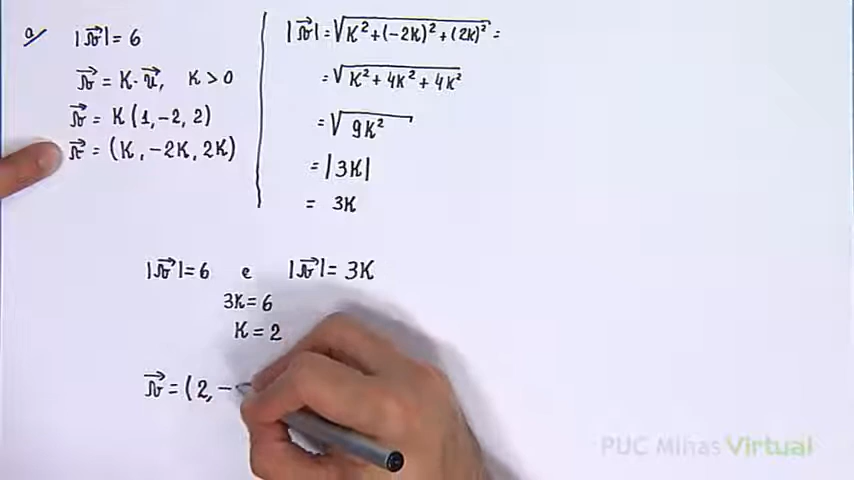 a/ |v⃗| = 6
v⃗ = K·u⃗, K > 0
v⃗ = K(1, -2, 2)
v⃗ = (K, -2K, 2K)
|v⃗| = √K² + (-2K)² + (2K)² =
= √K² + 4K² + 4K²
= √9K²
= |3K|
= 3K
|v⃗| = 6 e |v⃗| = 3K
3K = 6
K = 2
v⃗ = (2, -
PUC Minas Virtual